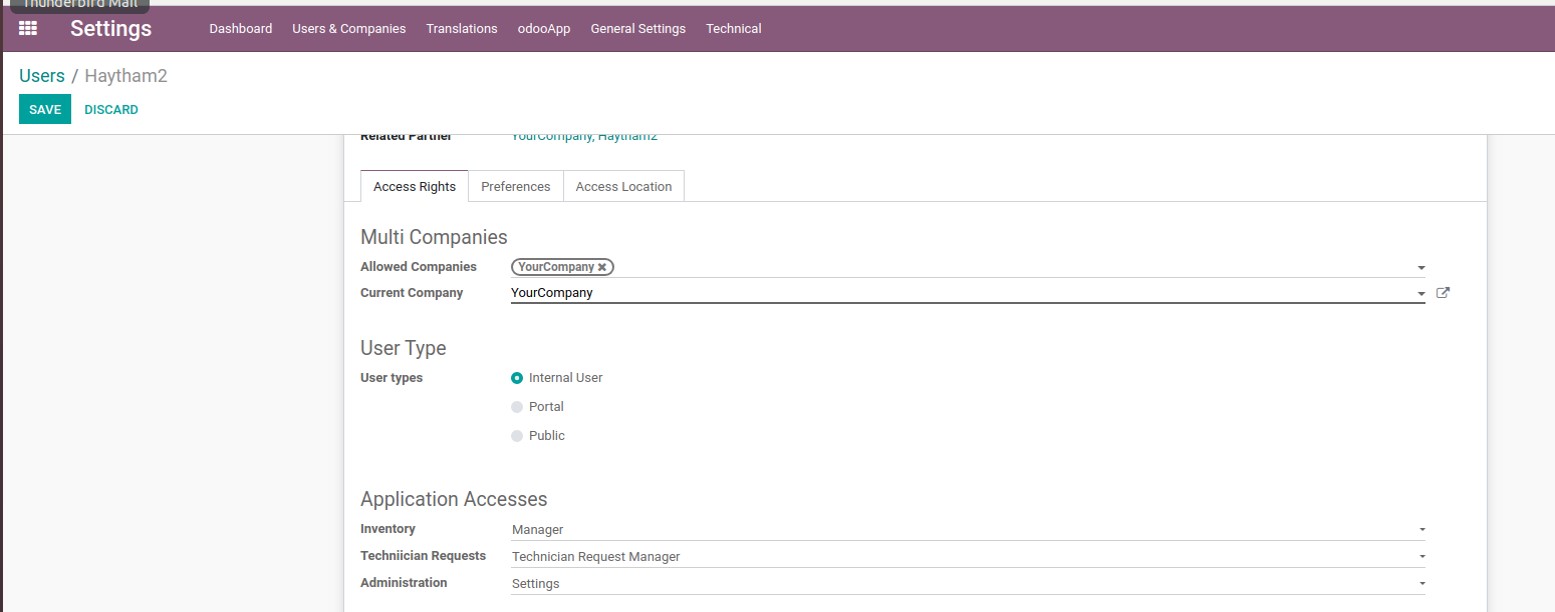 Thunderbird Mail
Settings Dashboard Users & Companies Translations odooApp General Settings Technical
Users / Haytham2
SAVE DISCARD
Related Partner YourCompany, Haytham2
Access Rights Preferences Access Location
Multi Companies
Allowed Companies YourCompany ✖
Current Company YourCompany
User Type
User types Internal User
Portal
Public
Application Accesses
Inventory Manager
Techniician Requests Technician Request Manager
Administration Settings